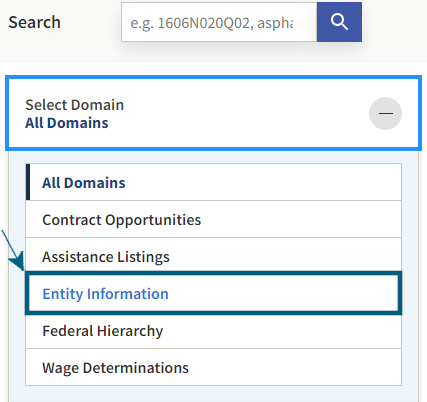 Search
e.g. 1606N020Q02, aspha
Select Domain
All Domains
All Domains
Contract Opportunities
Assistance Listings
Entity Information
Federal Hierarchy
Wage Determinations